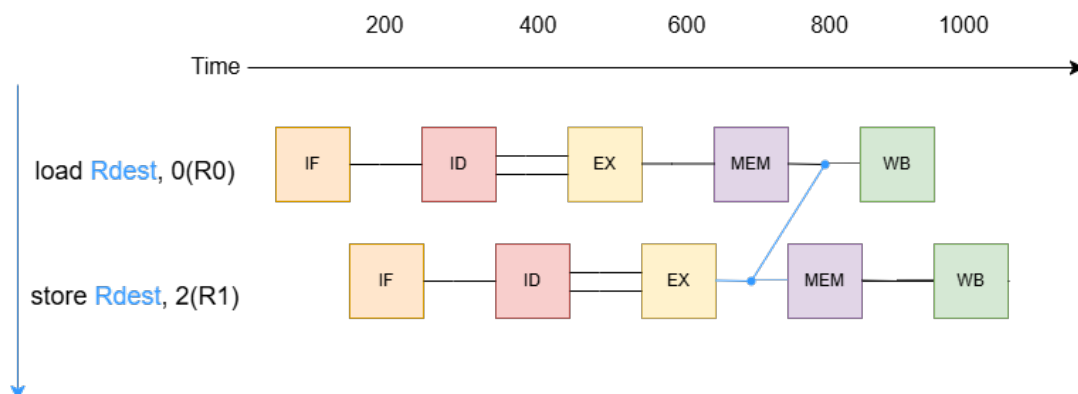 200 400 600 800 1000
Time
load Rdest, 0(R0)
IF ID EX MEM WB
store Rdest, 2(R1)
IF ID EX MEM WB